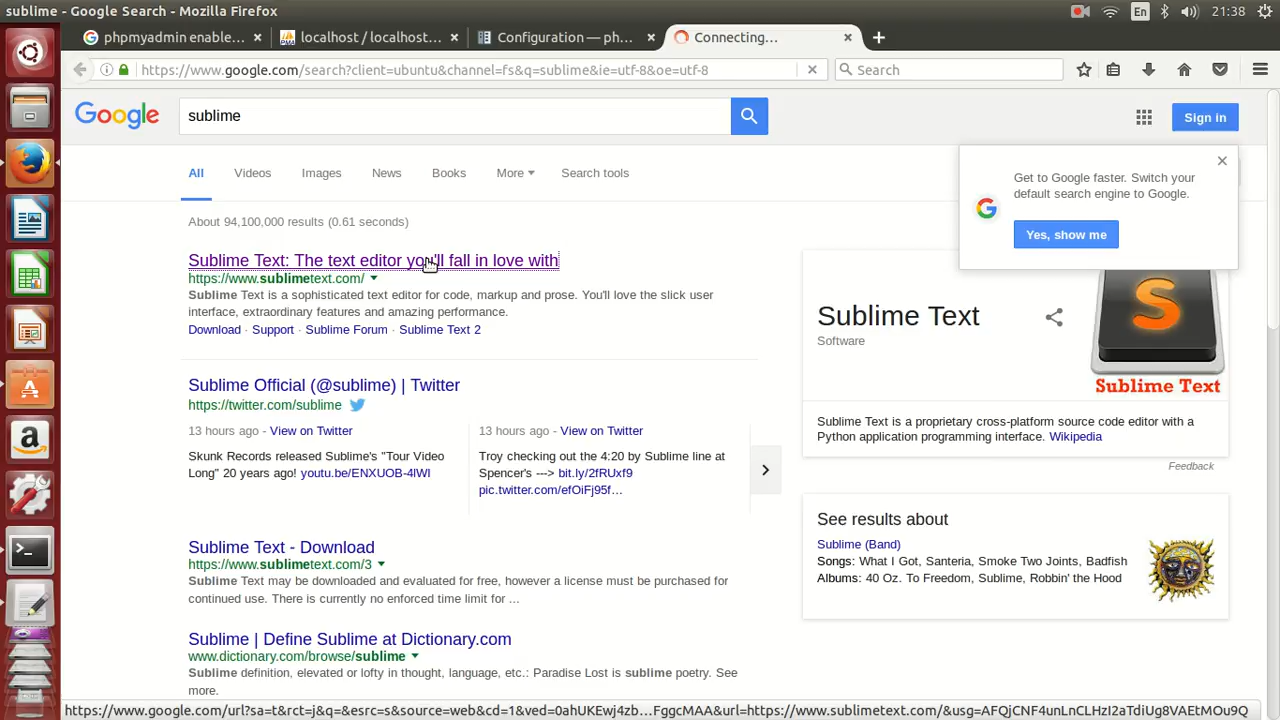 sublime - Google Search - Mozilla Firefox
En
21:38
phpmyadmin enable...
localhost / localhost...
Configuration — ph...
Connecting...
https://www.google.com/search?client=ubuntu&channel=fs&q=sublime&ie=utf-8&oe=utf-8
Search
Google
sublime
Sign in
All
Videos
Images
News
Books
More
Search tools
Get to Google faster. Switch your
default search engine to Google.
Yes, show me
About 94,100,000 results (0.61 seconds)
Sublime Text: The text editor you'll fall in love with
https://www.sublimetext.com/
Sublime Text is a sophisticated text editor for code, markup and prose. You'll love the slick user
interface, extraordinary features and amazing performance.
Download · Support · Sublime Forum · Sublime Text 2
Sublime Official (@sublime) | Twitter
https://twitter.com/sublime
13 hours ago - View on Twitter
Skunk Records released Sublime's "Tour Video
Long" 20 years ago! youtu.be/ENXUOB-4lWI
13 hours ago - View on Twitter
Troy checking out the 4:20 by Sublime line at
Spencer's ---> bit.ly/2fRUxf9
pic.twitter.com/efOiFj95f…
Sublime Text - Download
https://www.sublimetext.com/3
Sublime Text may be downloaded and evaluated for free, however a license must be purchased for
continued use. There is currently no enforced time limit for ...
Sublime | Define Sublime at Dictionary.com
www.dictionary.com/browse/sublime
Sublime definition, elevated or lofty in thought, language, etc.: Paradise Lost is sublime poetry. See
more.
Sublime Text
Software
S
Sublime Text
Sublime Text is a proprietary cross-platform source code editor with a
Python application programming interface. Wikipedia
Feedback
See results about
Sublime (Band)
Songs: What I Got, Santeria, Smoke Two Joints, Badfish
Albums: 40 Oz. To Freedom, Sublime, Robbin' the Hood
https://www.google.com/url?sa=t&rct=j&q=&esrc=s&source=web&cd=1&ved=0ahUKEwj4zb…FggcMAA&url=https://www.sublimetext.com/&usg=AFQjCNF4unLnCLHzI2aTdiUg8VAEtMOu9Q